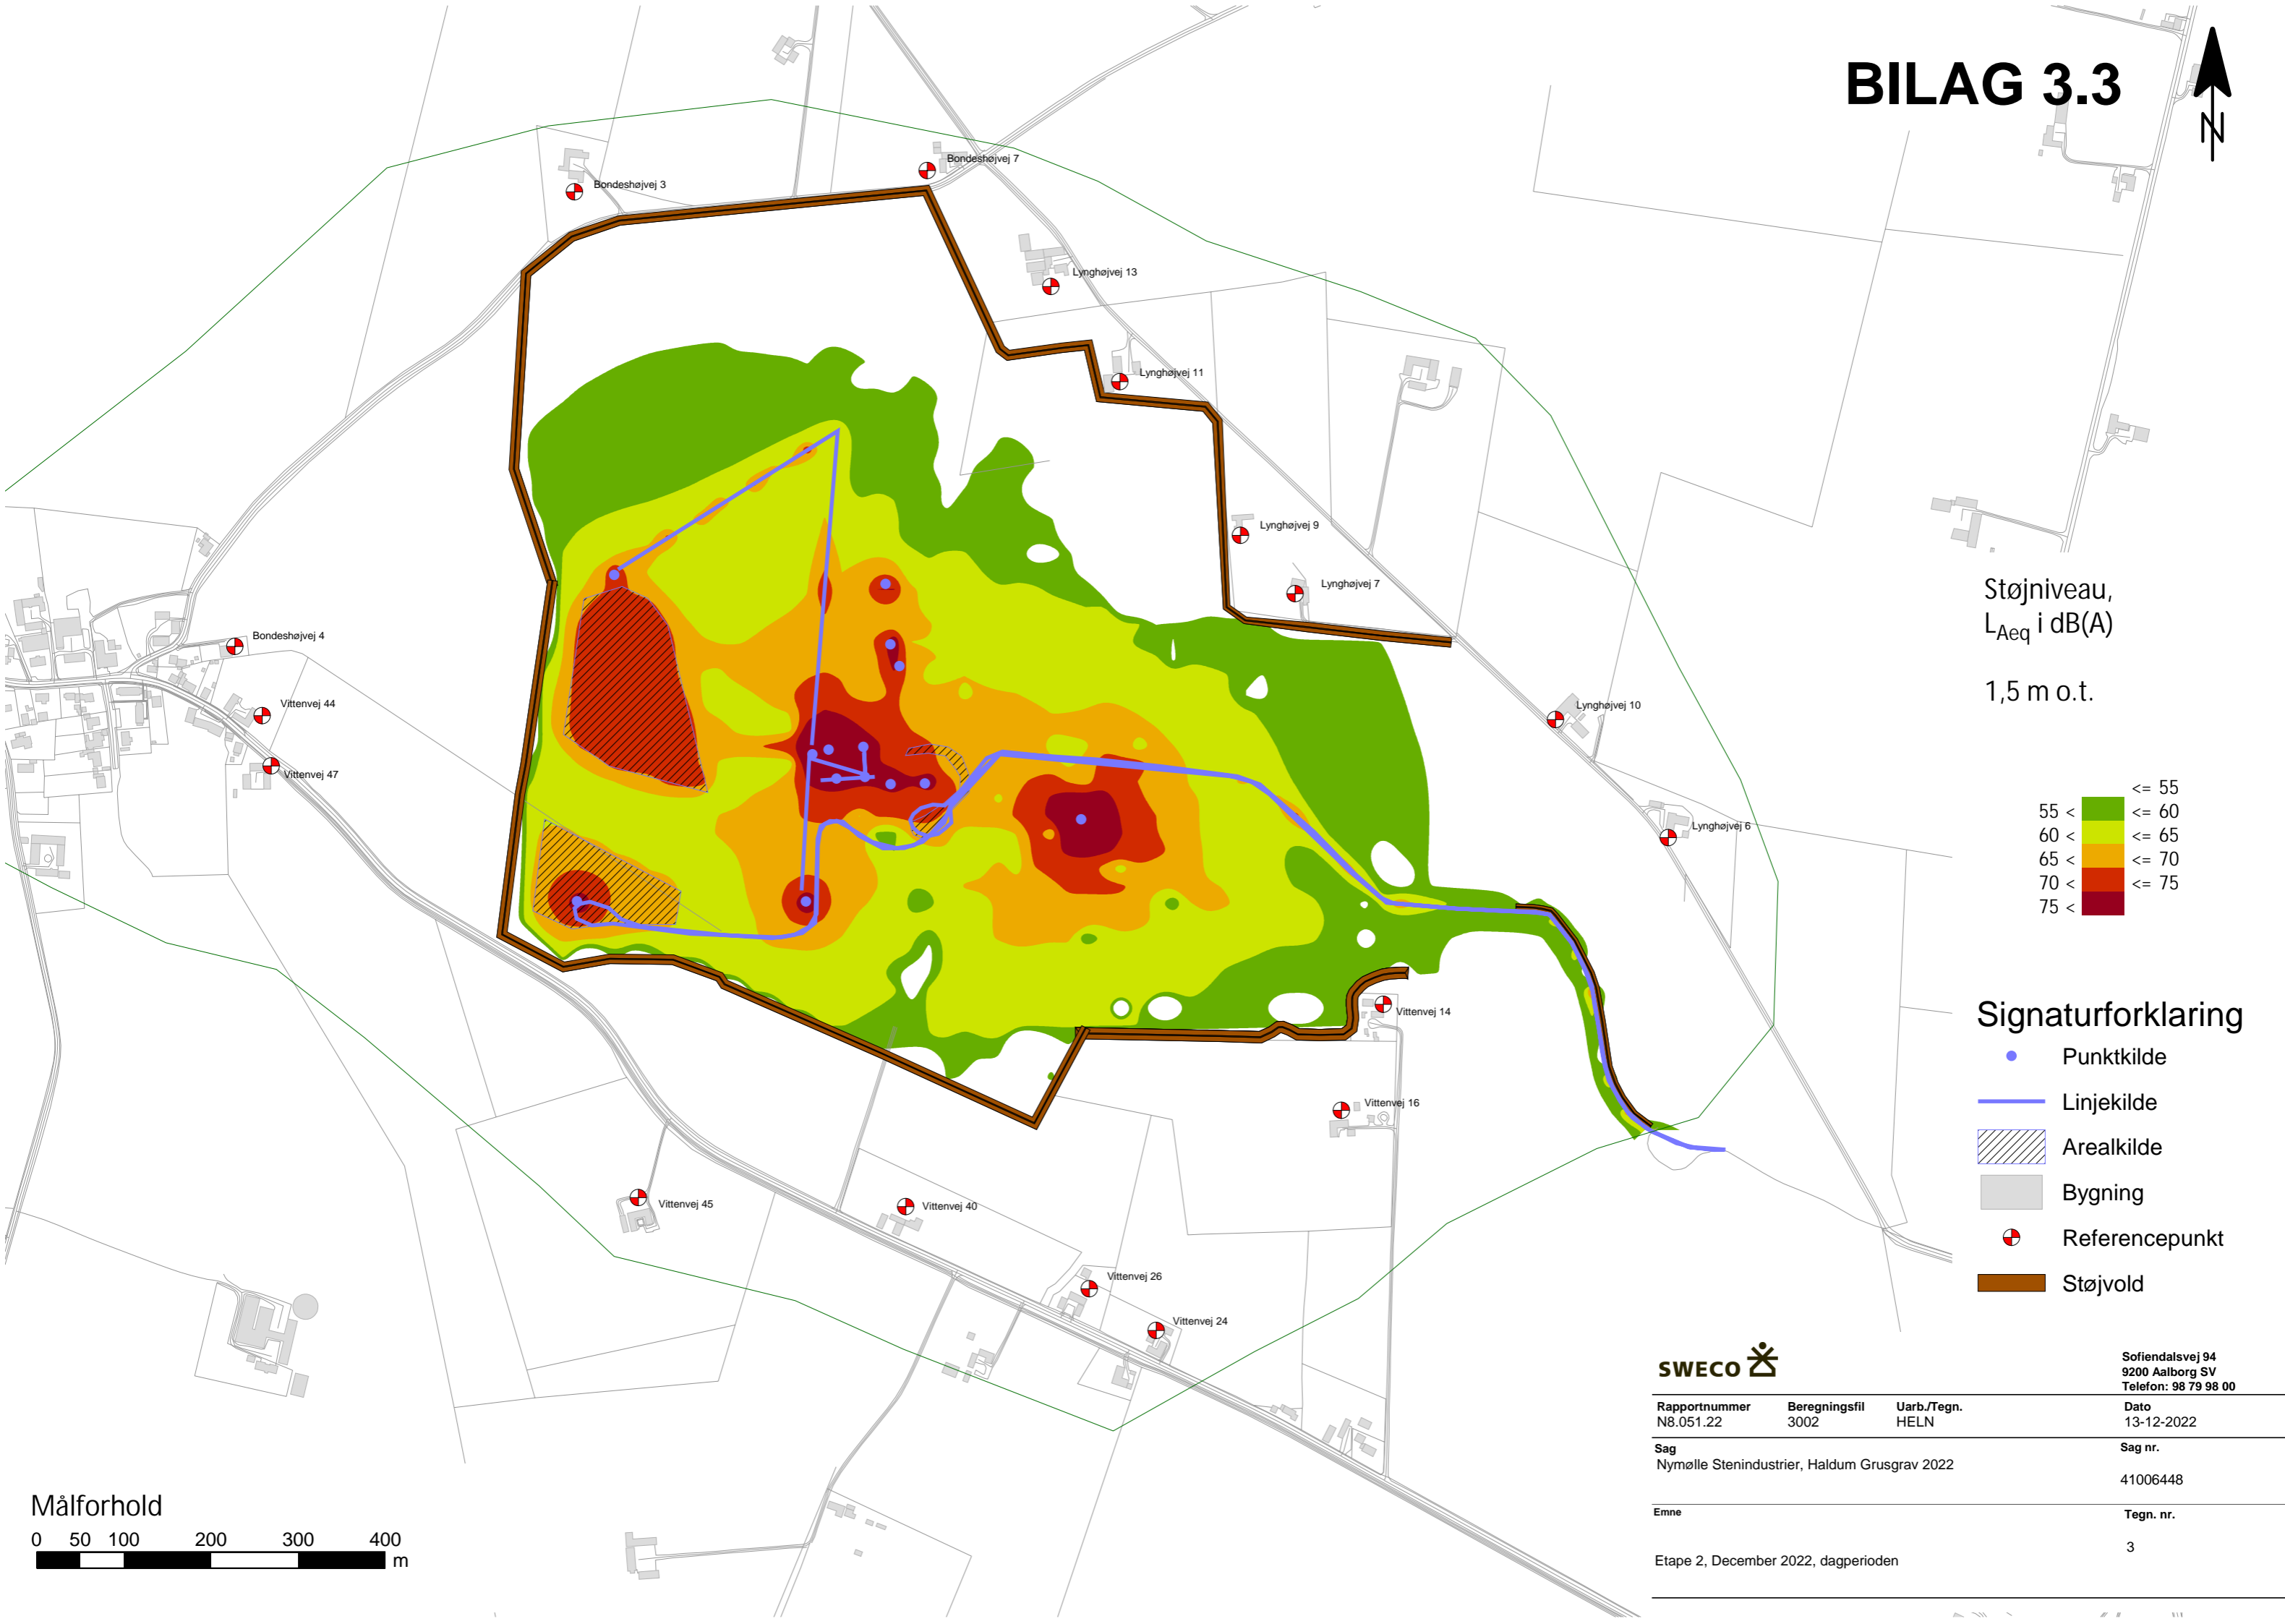 BILAG 3.3
N
Bondeshøjvej 7
Bondeshøjvej 3
Lynghøjvej 13
Lynghøjvej 11
Lynghøjvej 9
Lynghøjvej 7
Bondeshøjvej 4
Vittenvej 44
Vittenvej 47
Lynghøjvej 10
Lynghøjvej 6
Vittenvej 14
Vittenvej 16
Vittenvej 45
Vittenvej 40
Vittenvej 26
Vittenvej 24
Støjniveau,
LAeq i dB(A)
1,5 m o.t.
<= 55
55 < <= 60
60 < <= 65
65 < <= 70
70 < <= 75
75 <
Signaturforklaring
Punktkilde
Linjekilde
Arealkilde
Bygning
Referencepunkt
Støjvold
SWECO
Sofiendalsvej 94
9200 Aalborg SV
Telefon: 98 79 98 00
Rapportnummer Beregningsfil Uarb./Tegn. Dato
N8.051.22 3002 HELN 13-12-2022
Sag Sag nr.
Nymølle Stenindustrier, Haldum Grusgrav 2022
41006448
Emne Tegn. nr.
3
Etape 2, December 2022, dagperioden
Målforhold
0 50 100 200 300 400
m